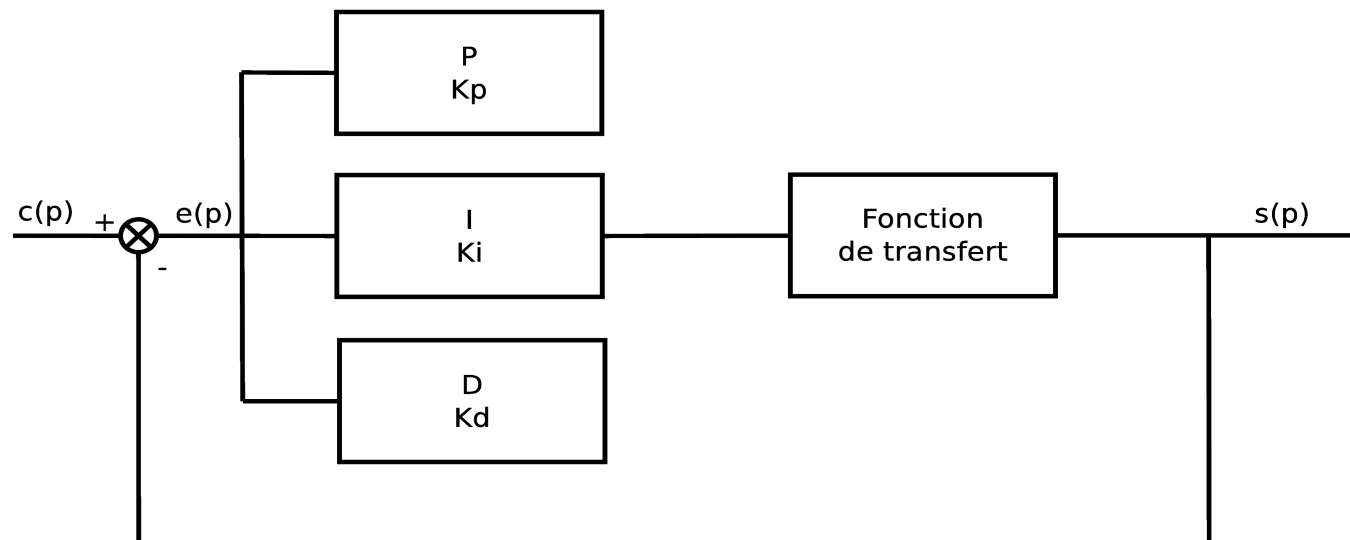 P
Kp
c(p)
+
e(p)
-
I
Ki
Fonction
de transfert
s(p)
D
Kd